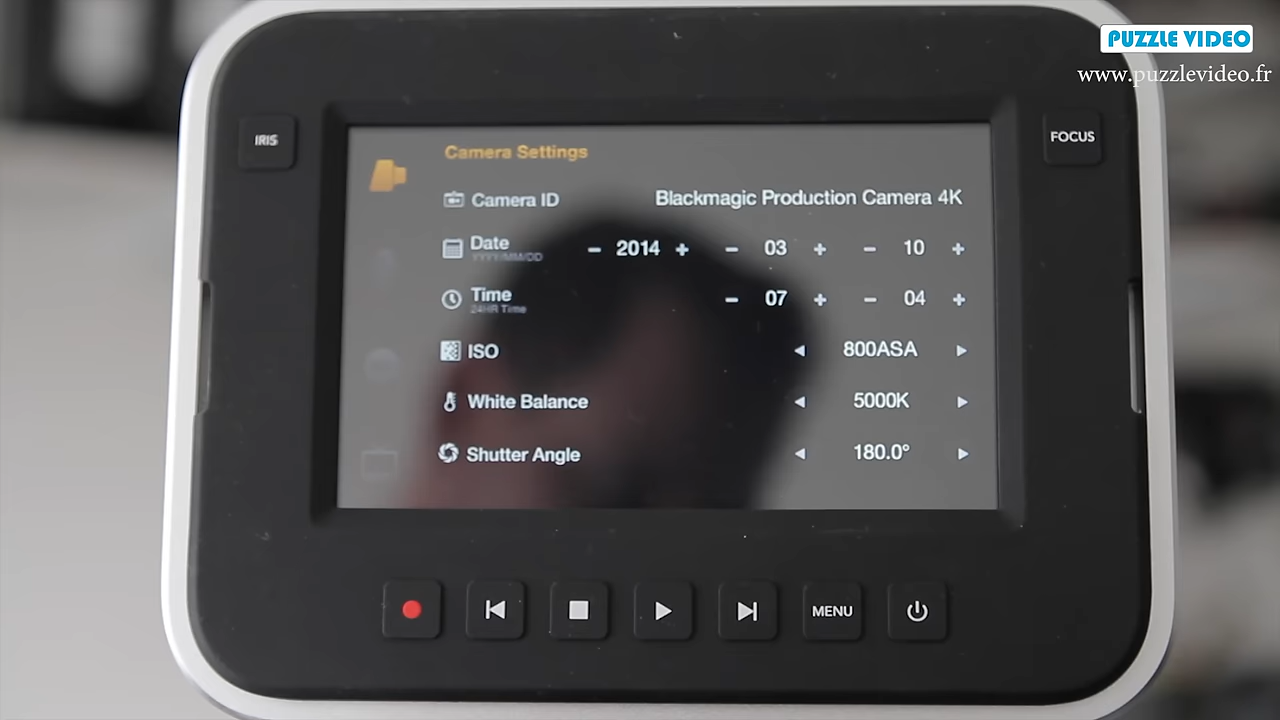 PUZZLE VIDEO
www.puzzlevideo.fr
IRIS
FOCUS
Camera Settings
Camera ID Blackmagic Production Camera 4K
Date - 2014 + - 03 + - 10 +
YYYY/MM/DD
Time - 07 + - 04 +
24HR Time
ISO 800ASA
White Balance 5000K
Shutter Angle 180.0°
MENU